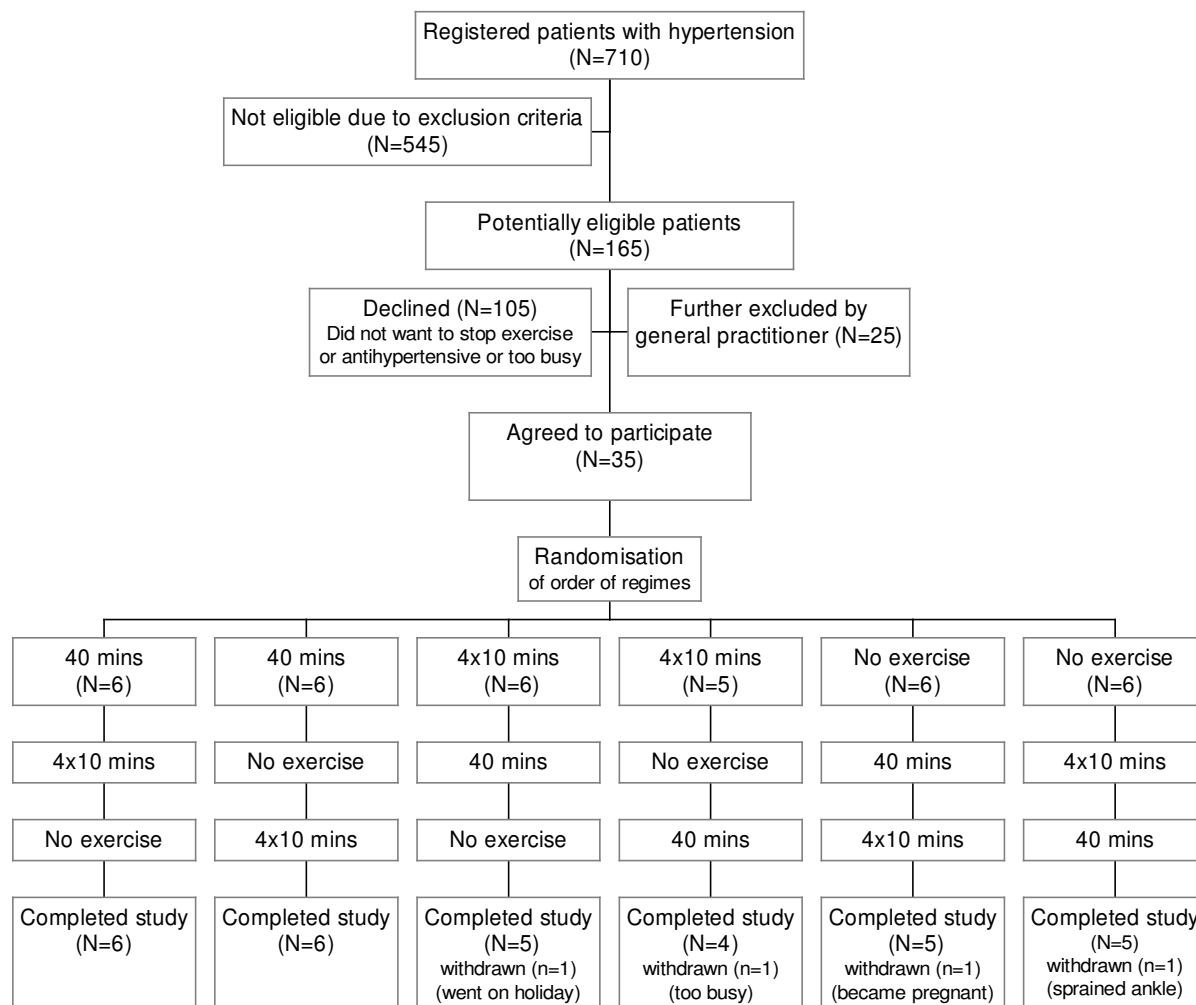 Registered patients with hypertension
(N=710)
Not eligible due to exclusion criteria
(N=545)
Potentially eligible patients
(N=165)
Declined (N=105)
Did not want to stop exercise
or antihypertensive or too busy
Further excluded by
general practitioner (N=25)
Agreed to participate
(N=35)
Randomisation
of order of regimes
40 mins
(N=6)
40 mins
(N=6)
4x10 mins
(N=6)
4x10 mins
(N=5)
No exercise
(N=6)
No exercise
(N=6)
4x10 mins
No exercise
40 mins
No exercise
40 mins
4x10 mins
No exercise
4x10 mins
No exercise
40 mins
4x10 mins
40 mins
Completed study
(N=6)
Completed study
(N=6)
Completed study
(N=5)
withdrawn (n=1)
(went on holiday)
Completed study
(N=4)
withdrawn (n=1)
(too busy)
Completed study
(N=5)
withdrawn (n=1)
(became pregnant)
Completed study
(N=5)
withdrawn (n=1)
(sprained ankle)